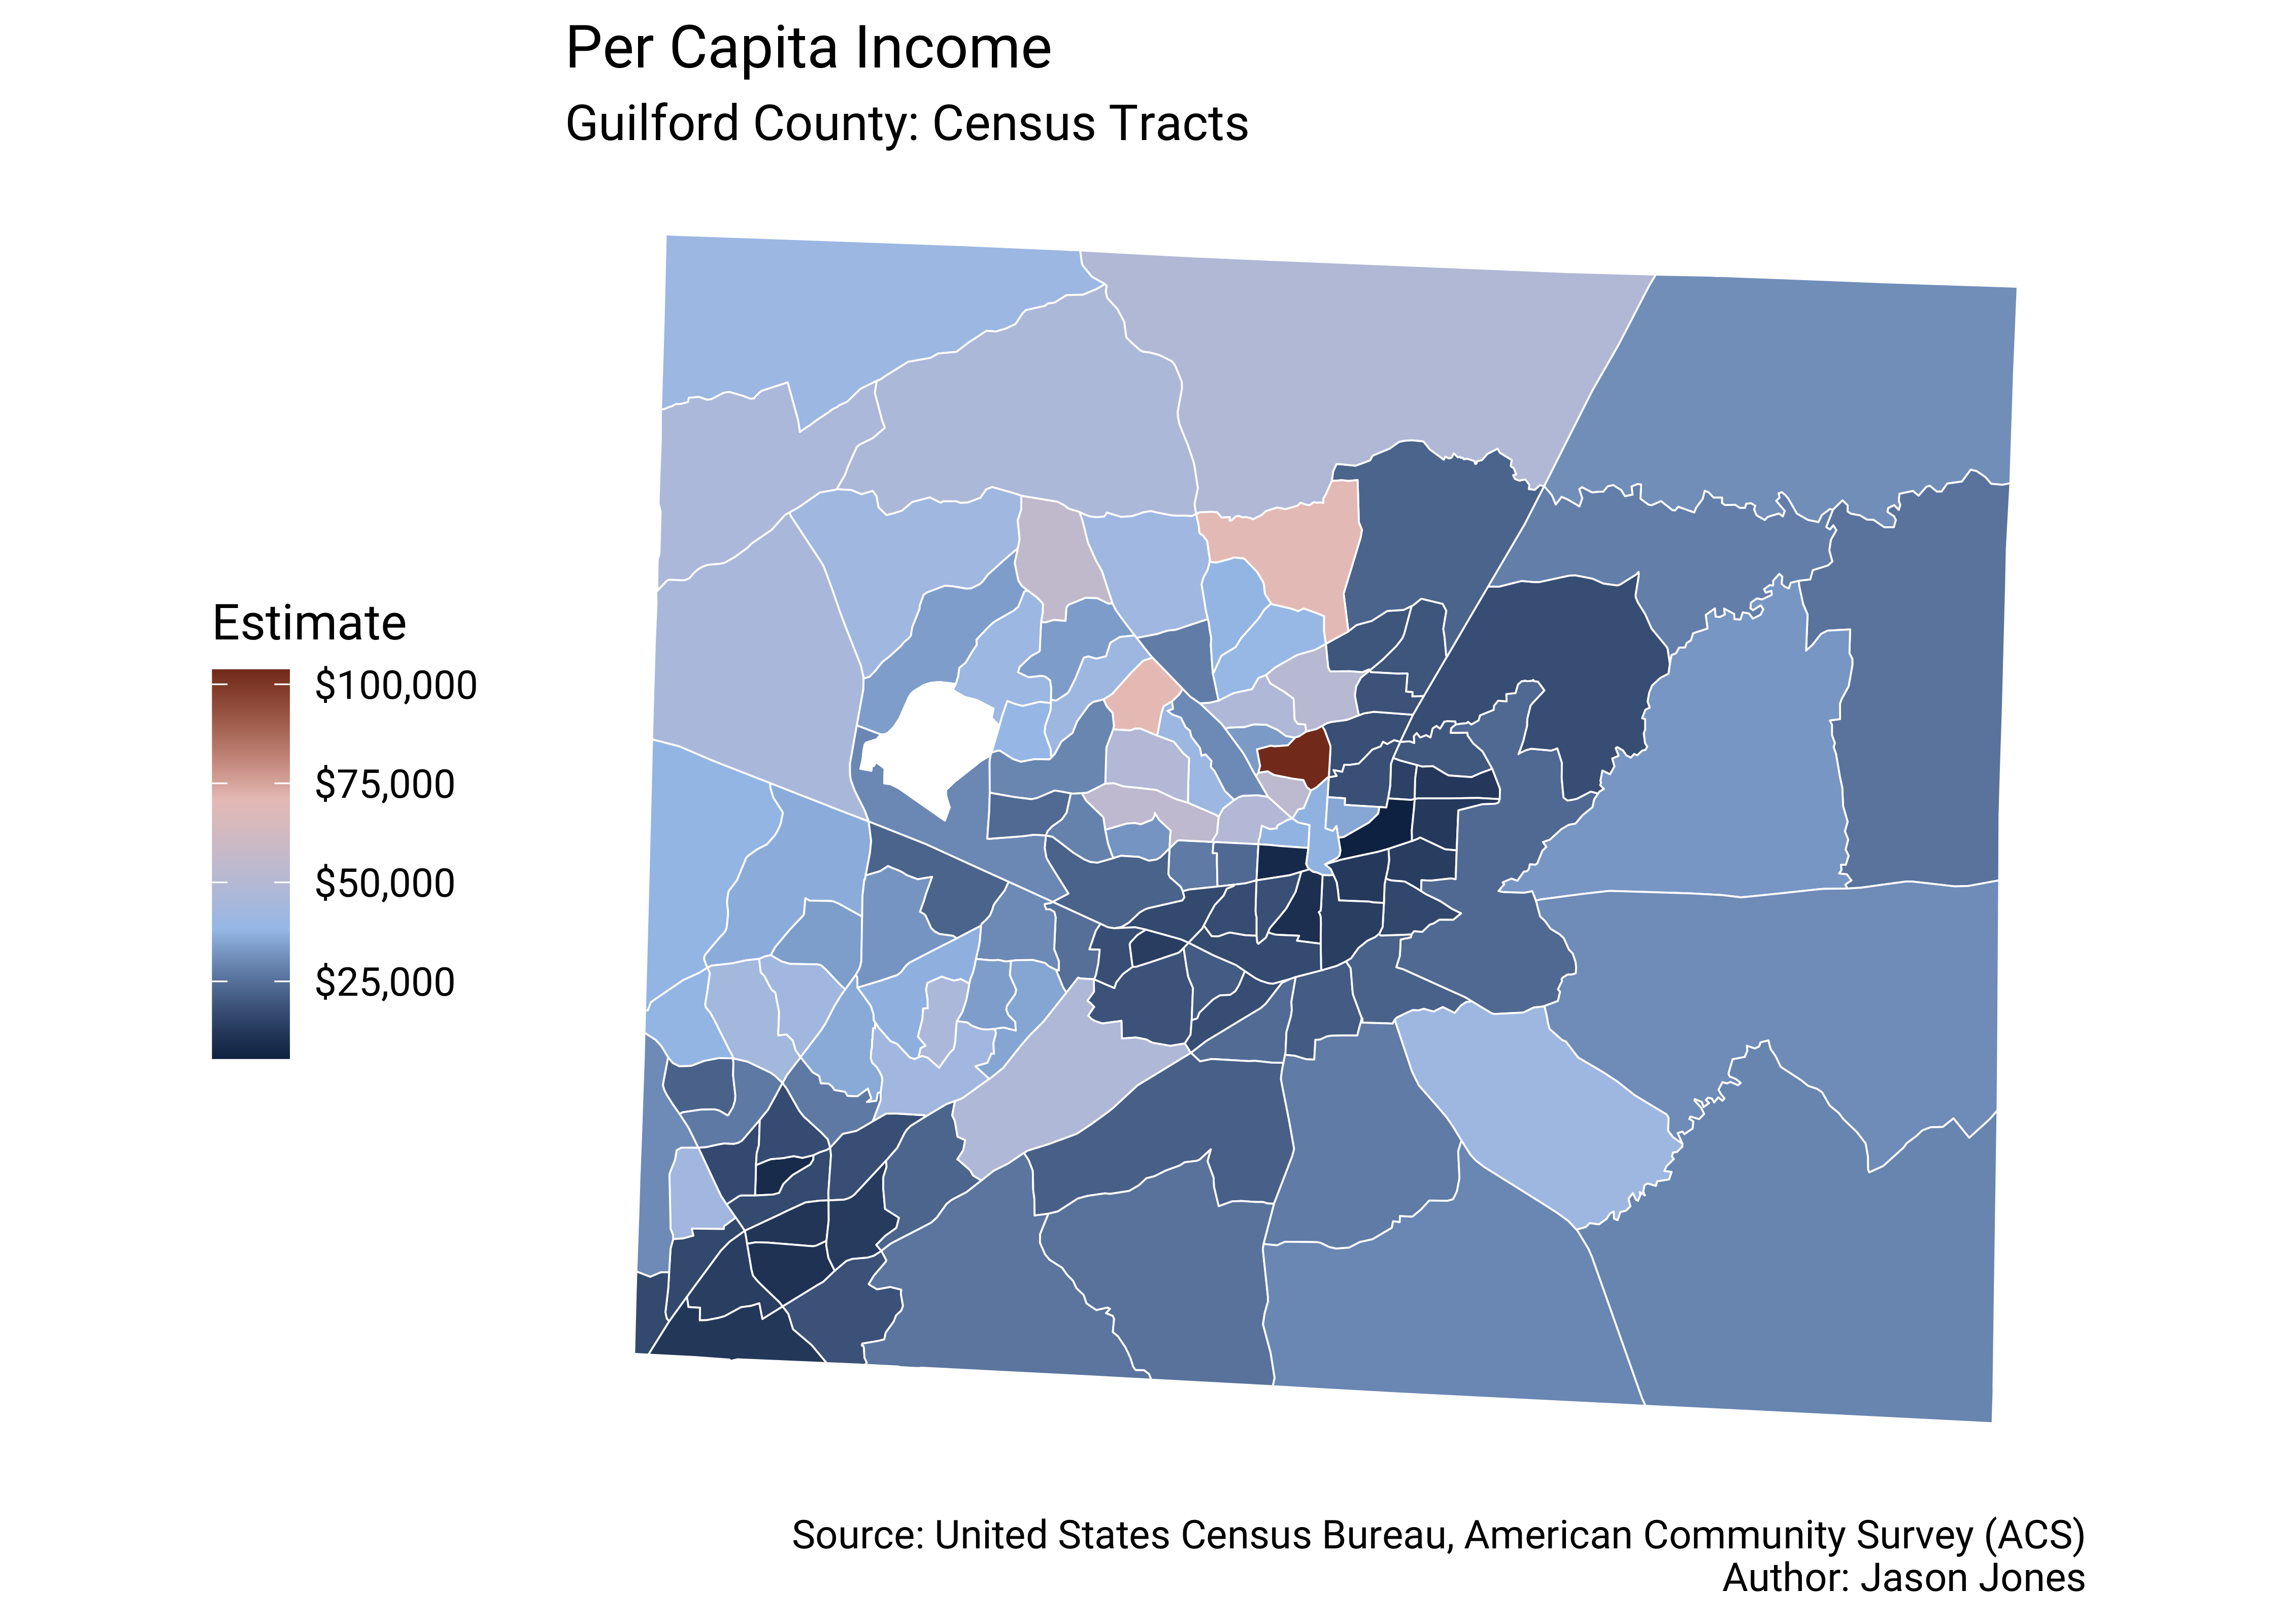 Per Capita Income
Guilford County: Census Tracts
Estimate
$100,000
$75,000
$50,000
$25,000
Source: United States Census Bureau, American Community Survey (ACS)
Author: Jason Jones